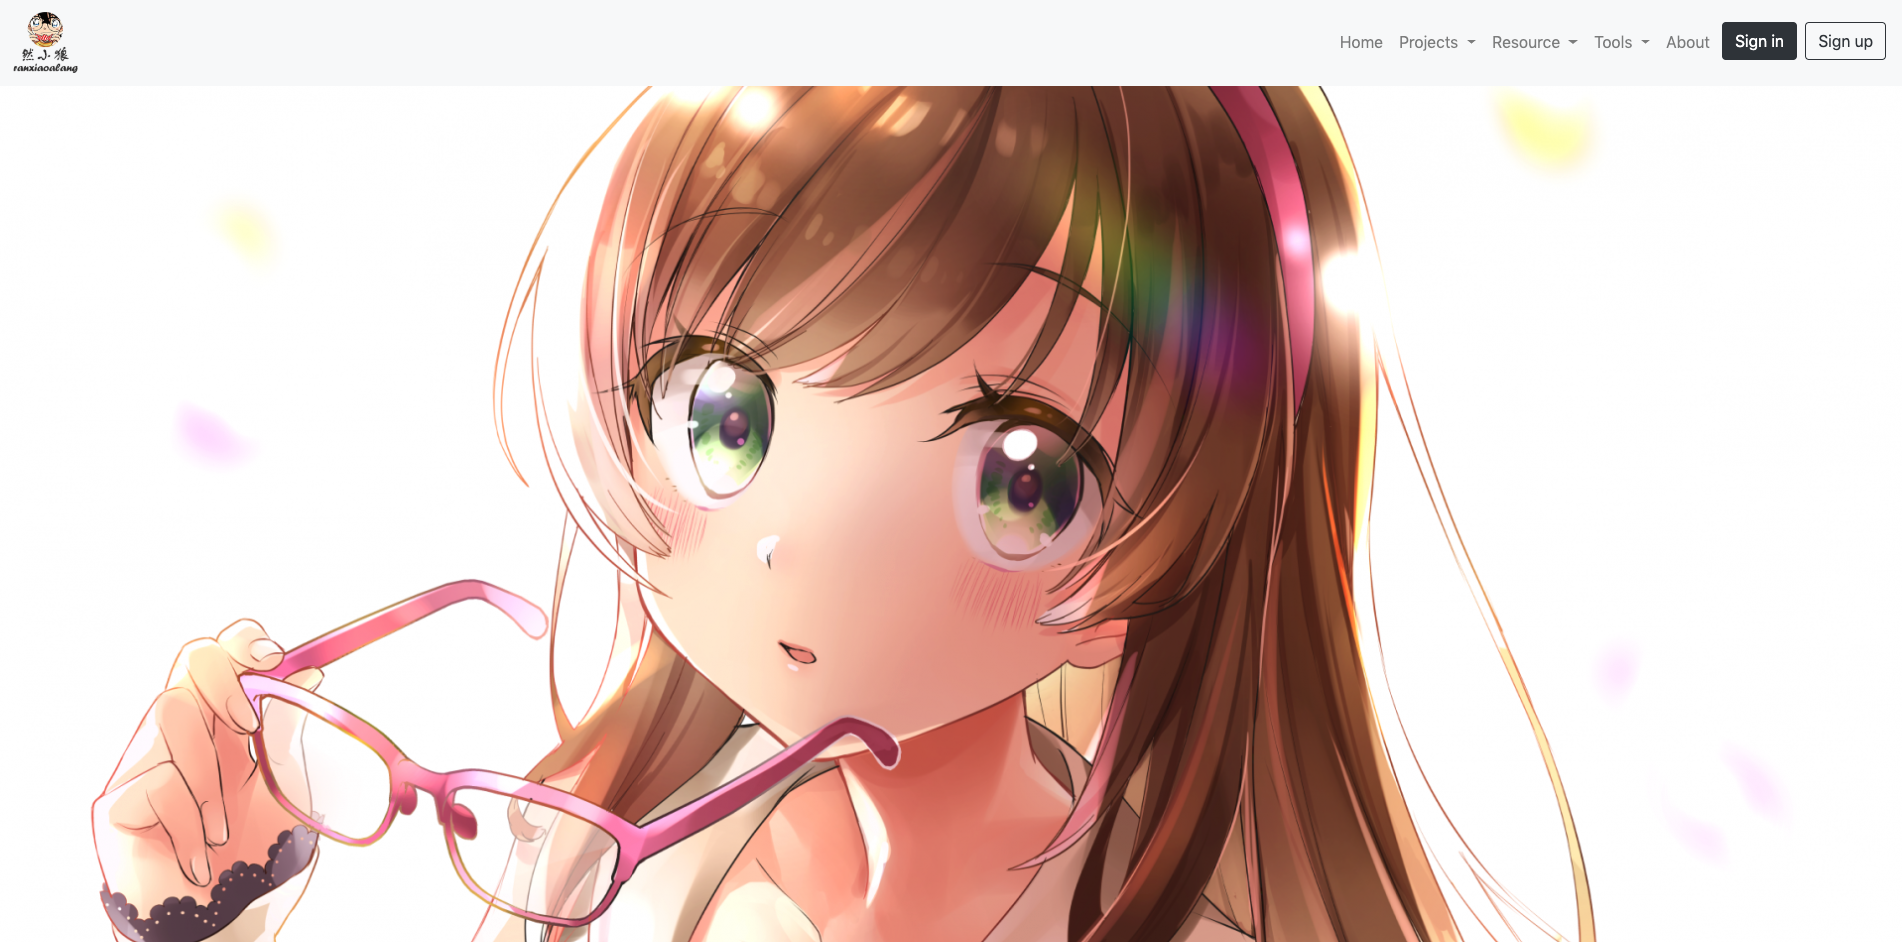 然小狼
ranxiaoalang
Home Projects Resource Tools About Sign in Sign up